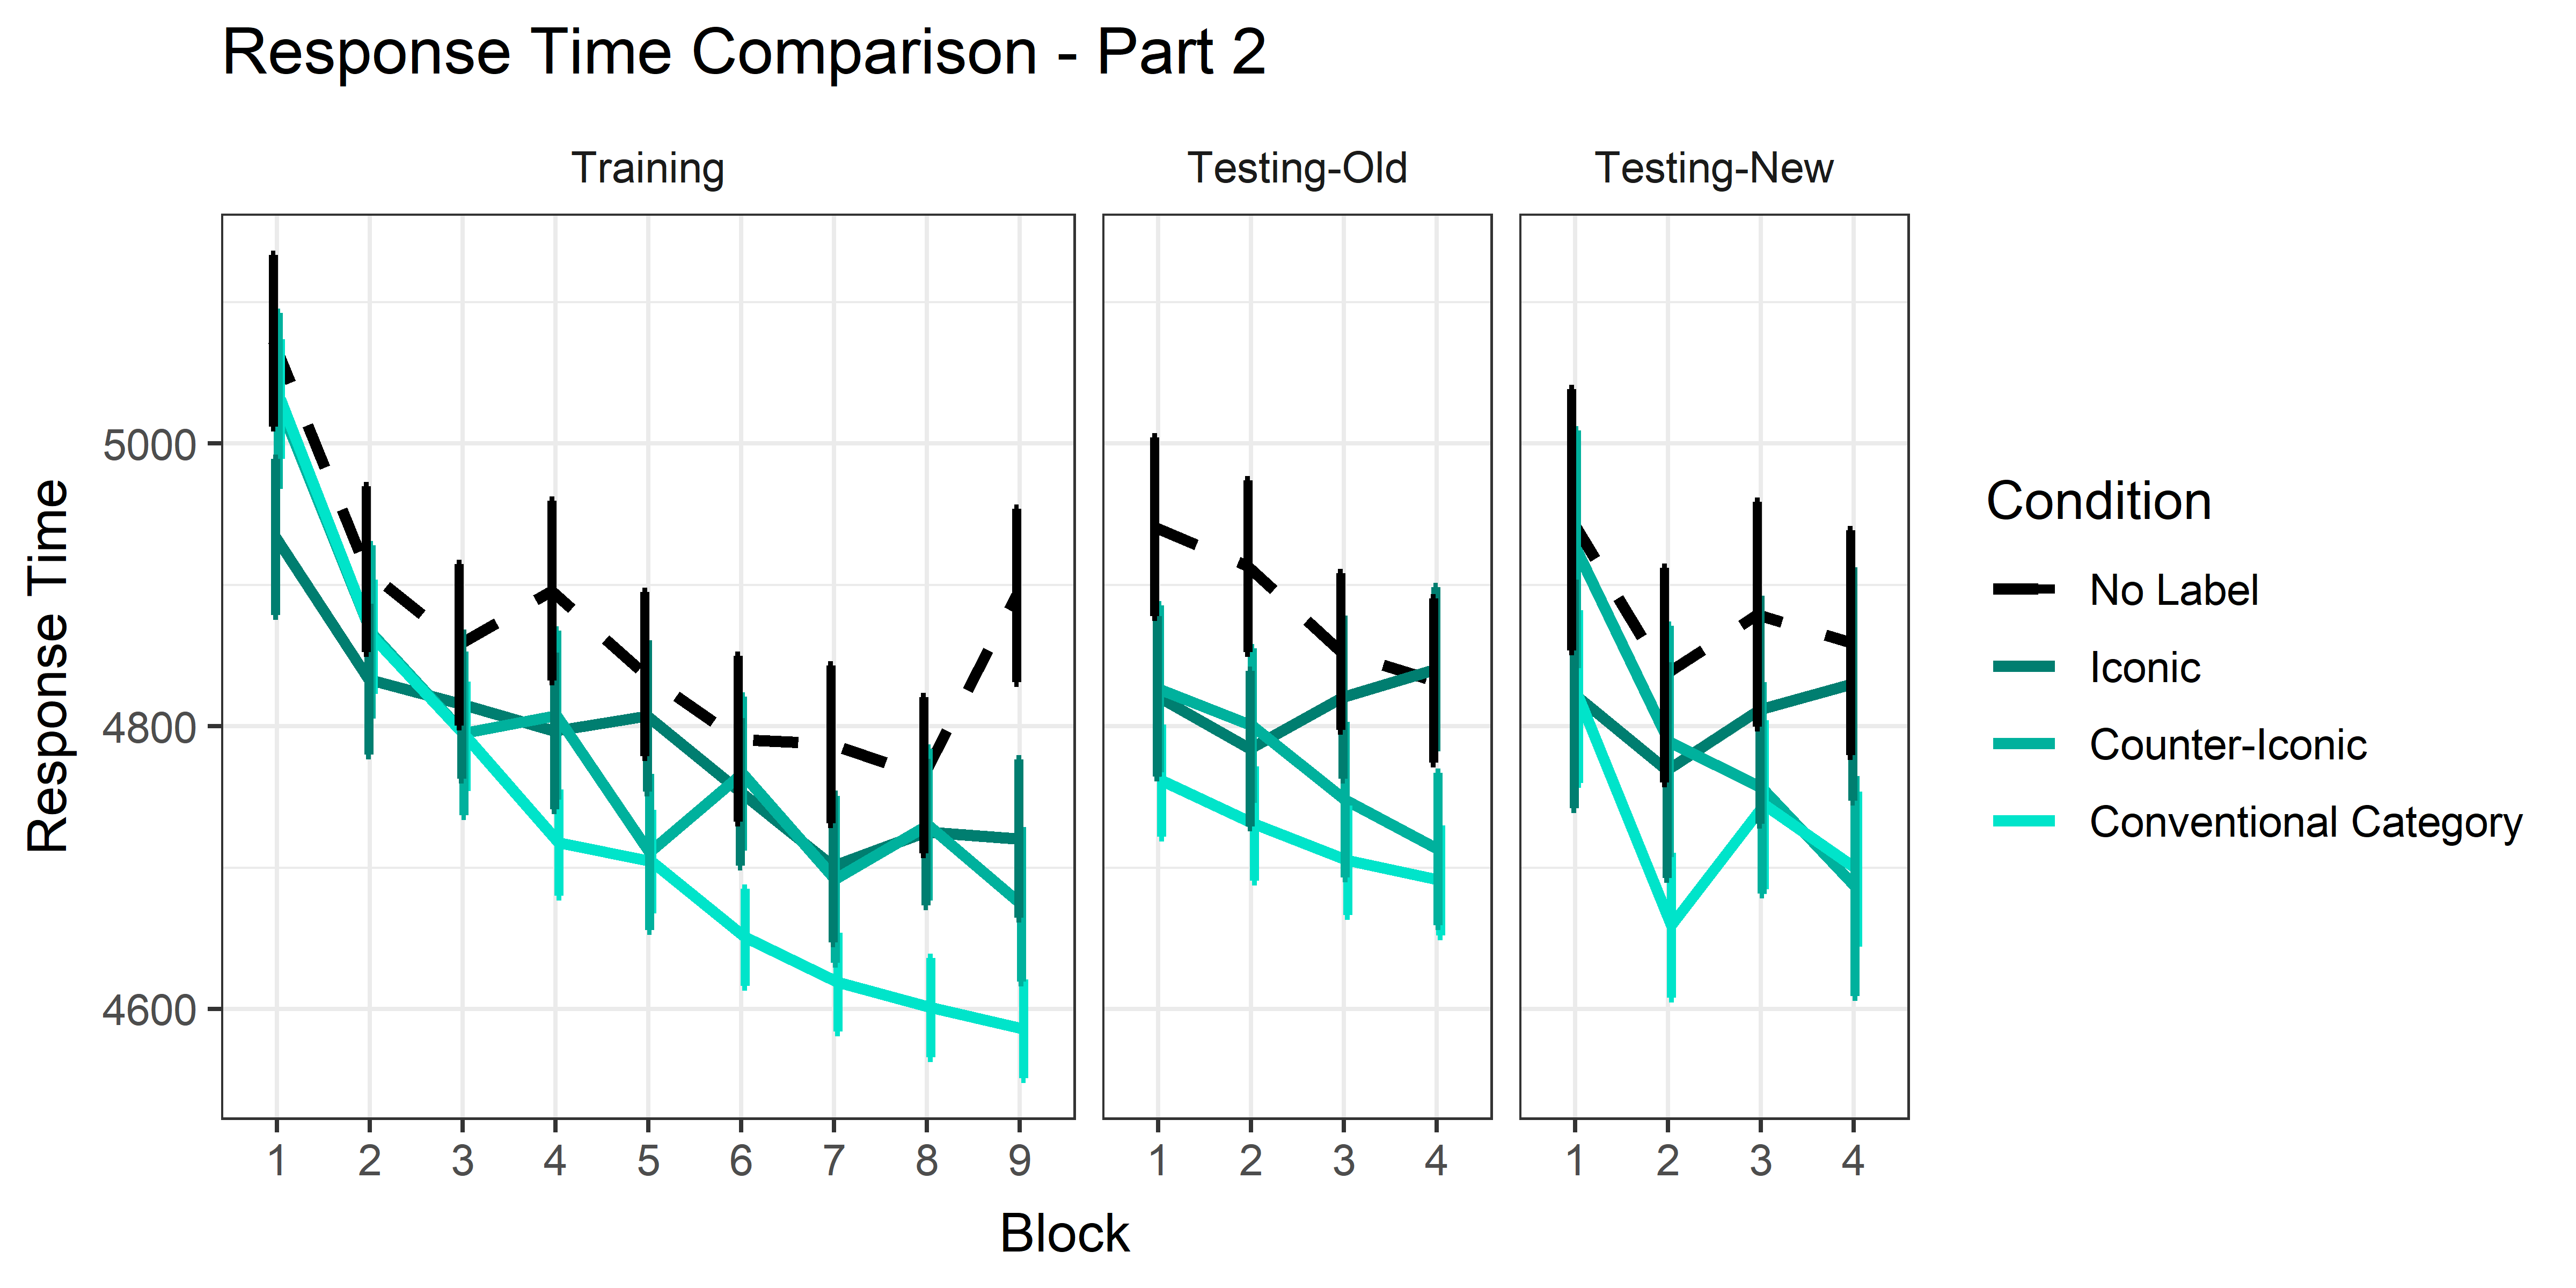 Response Time Comparison - Part 2
Training
Testing-Old
Testing-New
5000
4800
4600
Response Time
1 2 3 4 5 6 7 8 9
1 2 3 4
1 2 3 4
Block
Condition
No Label
Iconic
Counter-Iconic
Conventional Category